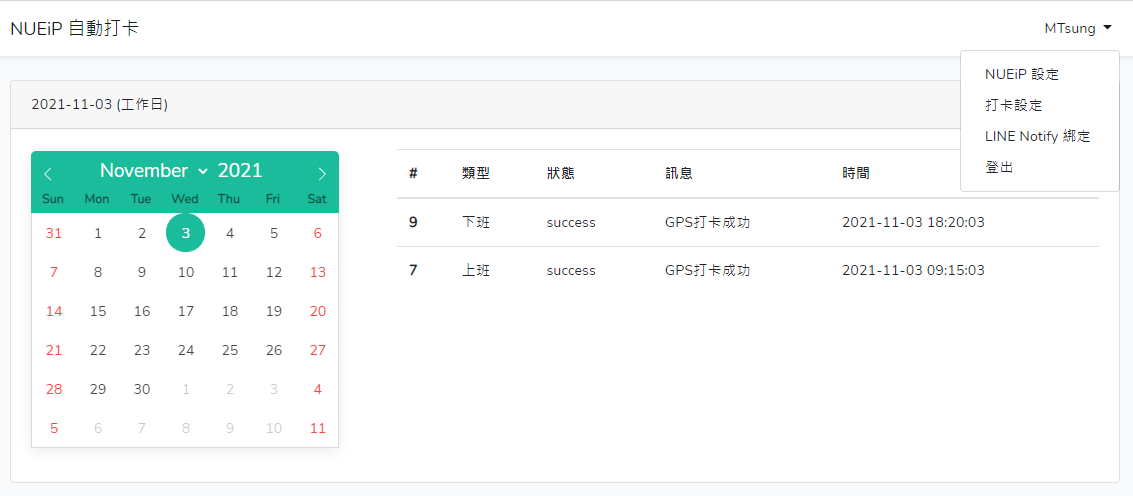 NUEiP 自動打卡
MTsung
NUEiP 設定
打卡設定
LINE Notify 綁定
登出
2021-11-03 (工作日)
November 2021
Sun Mon Tue Wed Thu Fri Sat
31 1 2 3 4 5 6
7 8 9 10 11 12 13
14 15 16 17 18 19 20
21 22 23 24 25 26 27
28 29 30 1 2 3 4
5 6 7 8 9 10 11
# 類型 狀態 訊息 時間
9 下班 success GPS打卡成功 2021-11-03 18:20:03
7 上班 success GPS打卡成功 2021-11-03 09:15:03